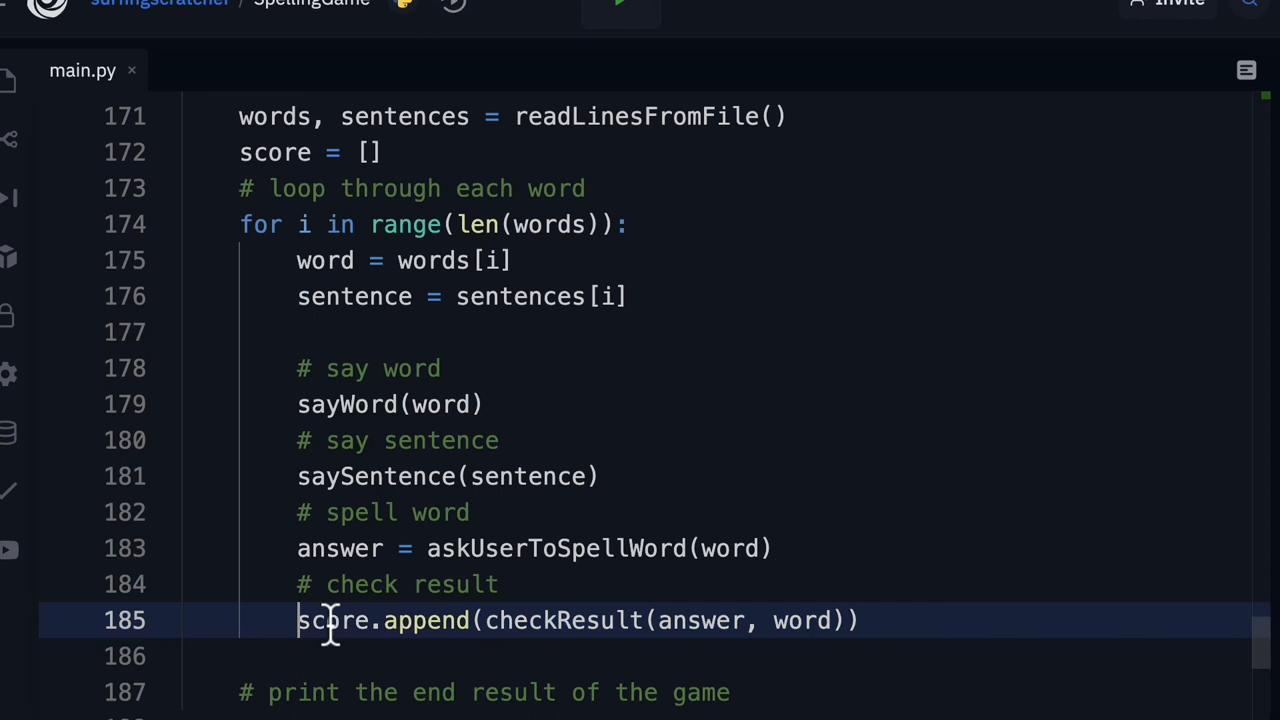 surfingscratcher / SpellingGame
Invite
main.py ×
171 words, sentences = readLinesFromFile()
172 score = []
173 # loop through each word
174 for i in range(len(words)):
175 word = words[i]
176 sentence = sentences[i]
177
178 # say word
179 sayWord(word)
180 # say sentence
181 saySentence(sentence)
182 # spell word
183 answer = askUserToSpellWord(word)
184 # check result
185 score.append(checkResult(answer, word))
186
187 # print the end result of the game